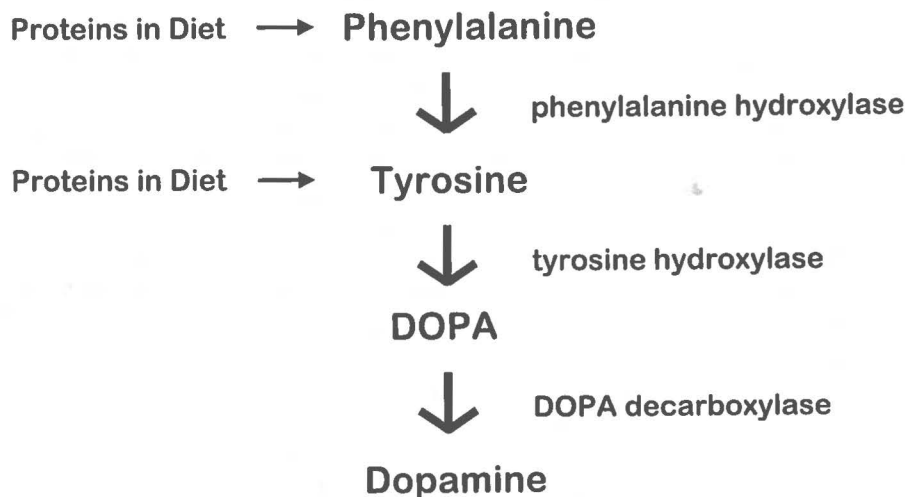 Proteins in Diet → Phenylalanine
phenylalanine hydroxylase
Proteins in Diet → Tyrosine
tyrosine hydroxylase
DOPA
DOPA decarboxylase
Dopamine